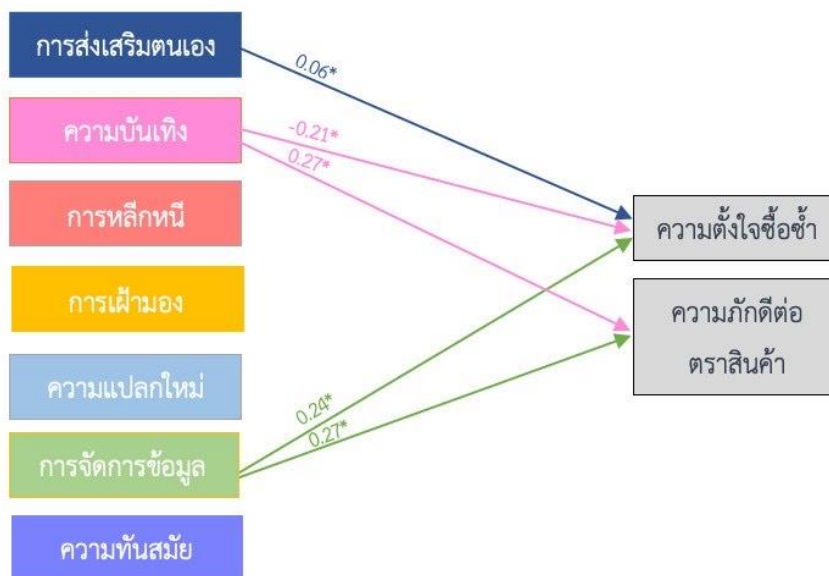 การส่งเสริมตนเอง
0.06*
ความบันเทิง
-0.21*
0.27*
การหลีกหนี
ความตั้งใจซื้อซ้ำ
การเฝ้ามอง
ความภักดีต่อ
ตราสินค้า
ความแปลกใหม่
0.24*
0.27*
การจัดการข้อมูล
ความทันสมัย